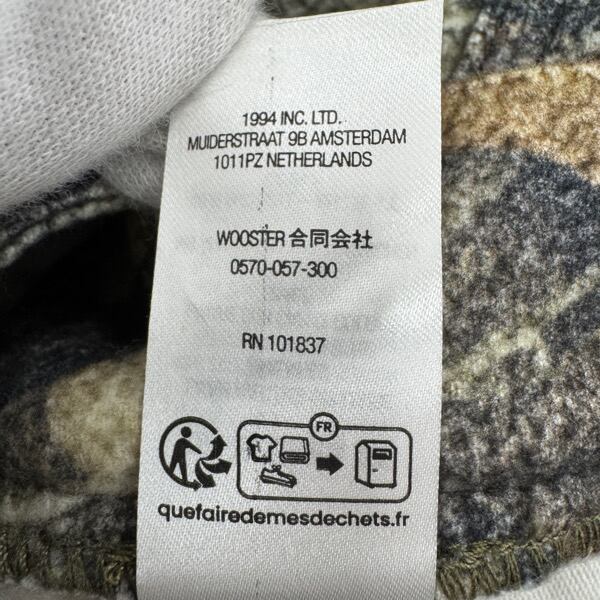 1994 INC. LTD.
MUIDERSTRAAT 9B AMSTERDAM
1011PZ NETHERLANDS
WOOSTER 合同会社
0570-057-300
RN 101837
FR
quefairedemesdechets.fr